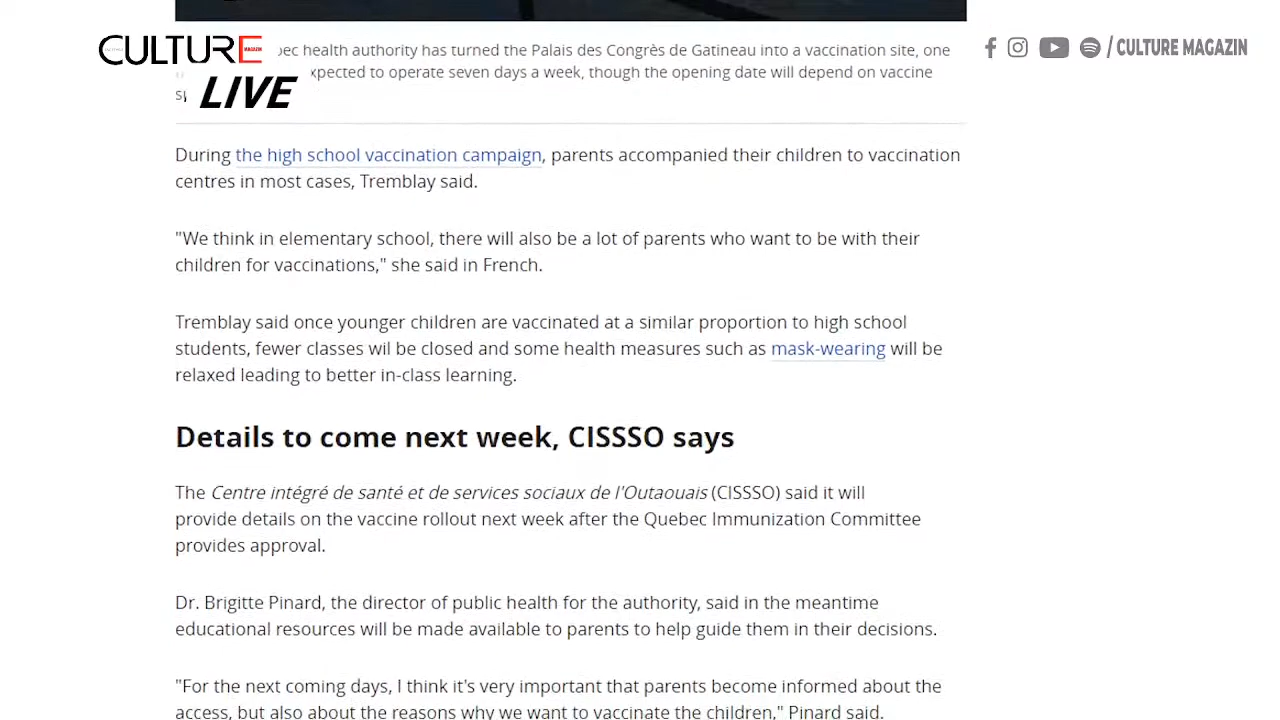 CULTURE
MAGAZIN
LIVE
/ CULTURE MAGAZIN
health authority has turned the Palais des Congrès de Gatineau into a vaccination site, one
to operate seven days a week, though the opening date will depend on vaccine
During the high school vaccination campaign, parents accompanied their children to vaccination
centres in most cases, Tremblay said.
"We think in elementary school, there will also be a lot of parents who want to be with their
children for vaccinations," she said in French.
Tremblay said once younger children are vaccinated at a similar proportion to high school
students, fewer classes wil be closed and some health measures such as mask-wearing will be
relaxed leading to better in-class learning.
Details to come next week, CISSSO says
The Centre intégré de santé et de services sociaux de l'Outaouais (CISSSO) said it will
provide details on the vaccine rollout next week after the Quebec Immunization Committee
provides approval.
Dr. Brigitte Pinard, the director of public health for the authority, said in the meantime
educational resources will be made available to parents to help guide them in their decisions.
"For the next coming days, I think it's very important that parents become informed about the
access, but also about the reasons why we want to vaccinate the children," Pinard said.